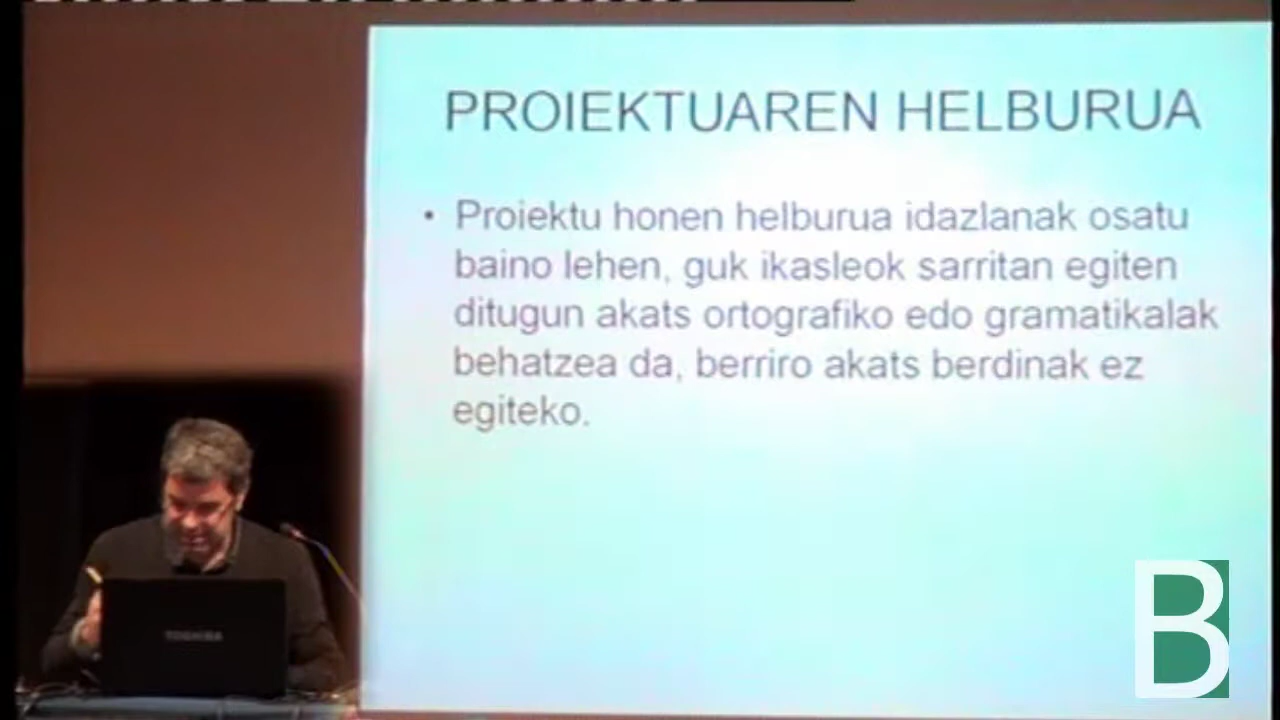 PROIEKTUAREN HELBURUA
• Proiektu honen helburua idazlanak osatu
baino lehen, guk ikasleok sarritan egiten
ditugun akats ortografiko edo gramatikalak
behatzea da, berriro akats berdinak ez
egiteko.
TOSHIBA
B